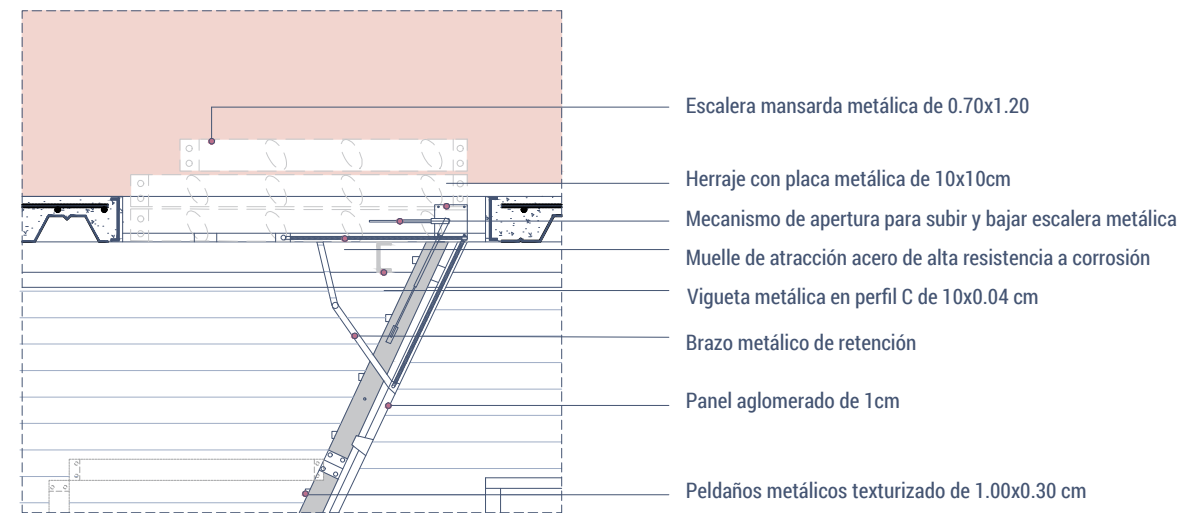 Escalera mansarda metálica de 0.70x1.20
Herraje con placa metálica de 10x10cm
Mecanismo de apertura para subir y bajar escalera metálica
Muelle de atracción acero de alta resistencia a corrosión
Vigueta metálica en perfil C de 10x0.04 cm
Brazo metálico de retención
Panel aglomerado de 1cm
Peldaños metálicos texturizado de 1.00x0.30 cm